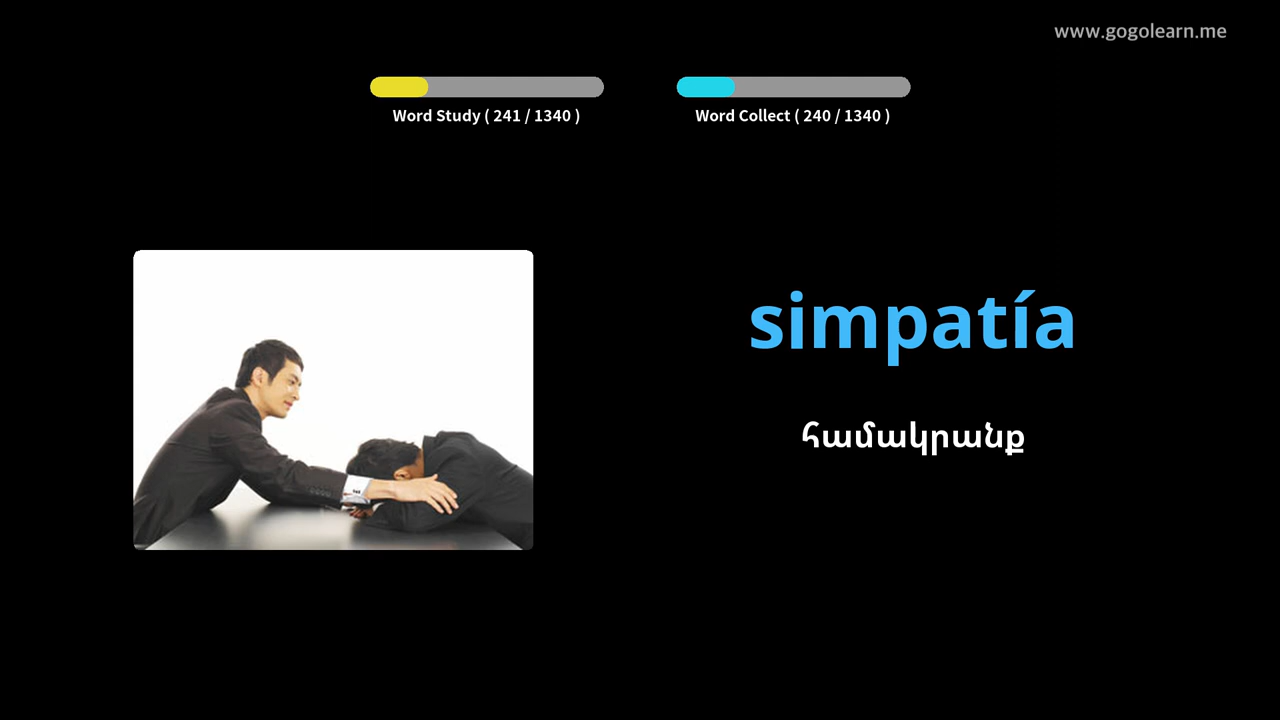 www.gogolearn.me
Word Study ( 241 / 1340 )
Word Collect ( 240 / 1340 )
simpatía
համակրանք